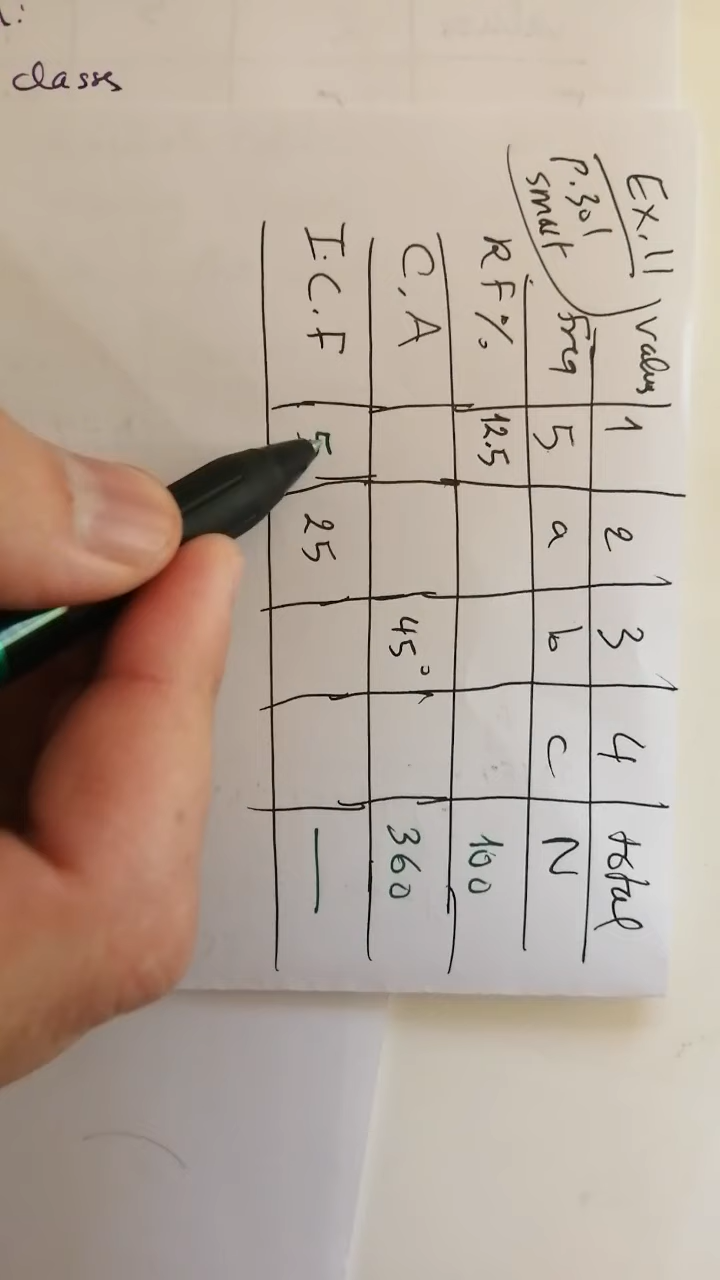 classes
Ex. 11
p. 301
smart
values 1 2 3 4 total
frq 5 a b c N
RF% 12.5 100
C.A 45° 360
I.C.F 5 25 —